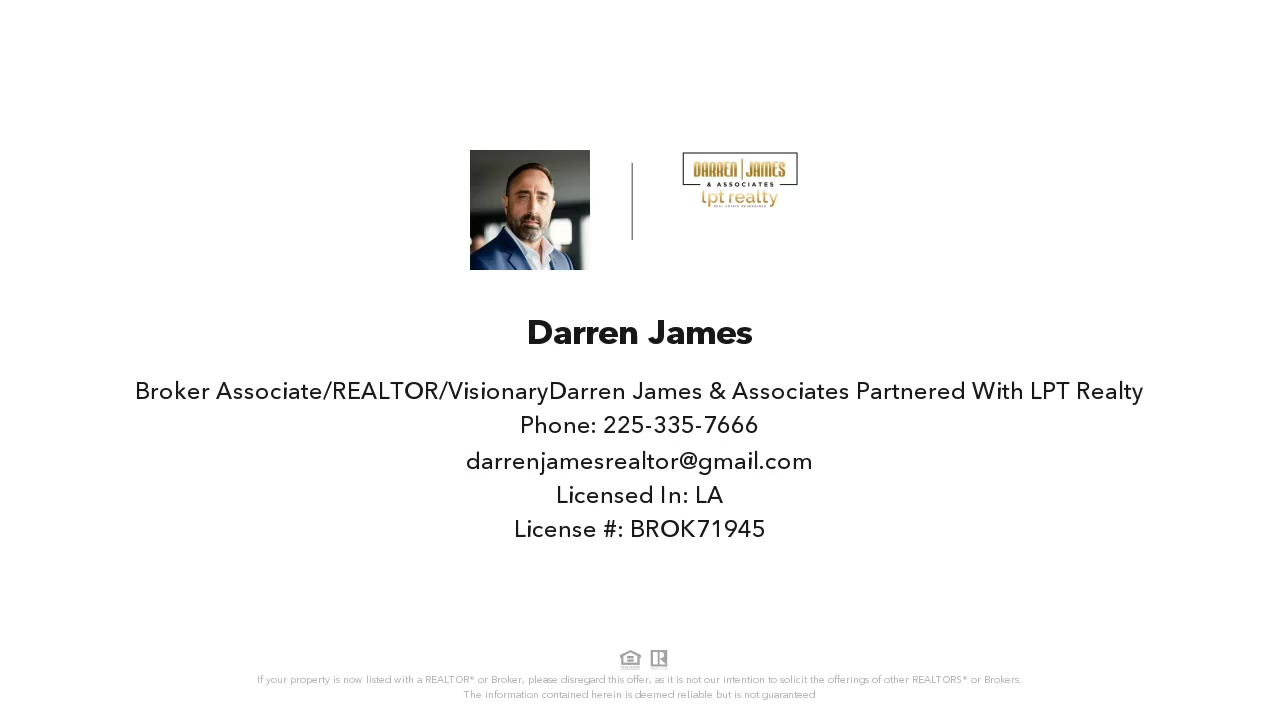 DARREN JAMES
& ASSOCIATES
lpt realty
REAL ESTATE REIMAGINED
Darren James
Broker Associate/REALTOR/VisionaryDarren James & Associates Partnered With LPT Realty
Phone: 225-335-7666
darrenjamesrealtor@gmail.com
Licensed In: LA
License #: BROK71945
If your property is now listed with a REALTOR® or Broker, please disregard this offer, as it is not our intention to solicit the offerings of other REALTORS® or Brokers.
The information contained herein is deemed reliable but is not guaranteed